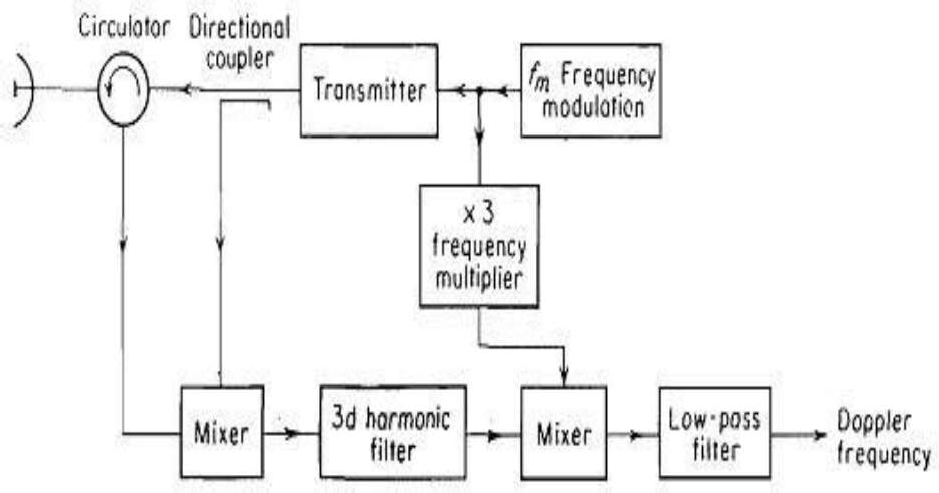 Circulator
Directional
coupler
Transmitter
fm Frequency
modulation
x 3
frequency
multiplier
Mixer
3d harmonic
filter
Mixer
Low-pass
filter
Doppler
frequency